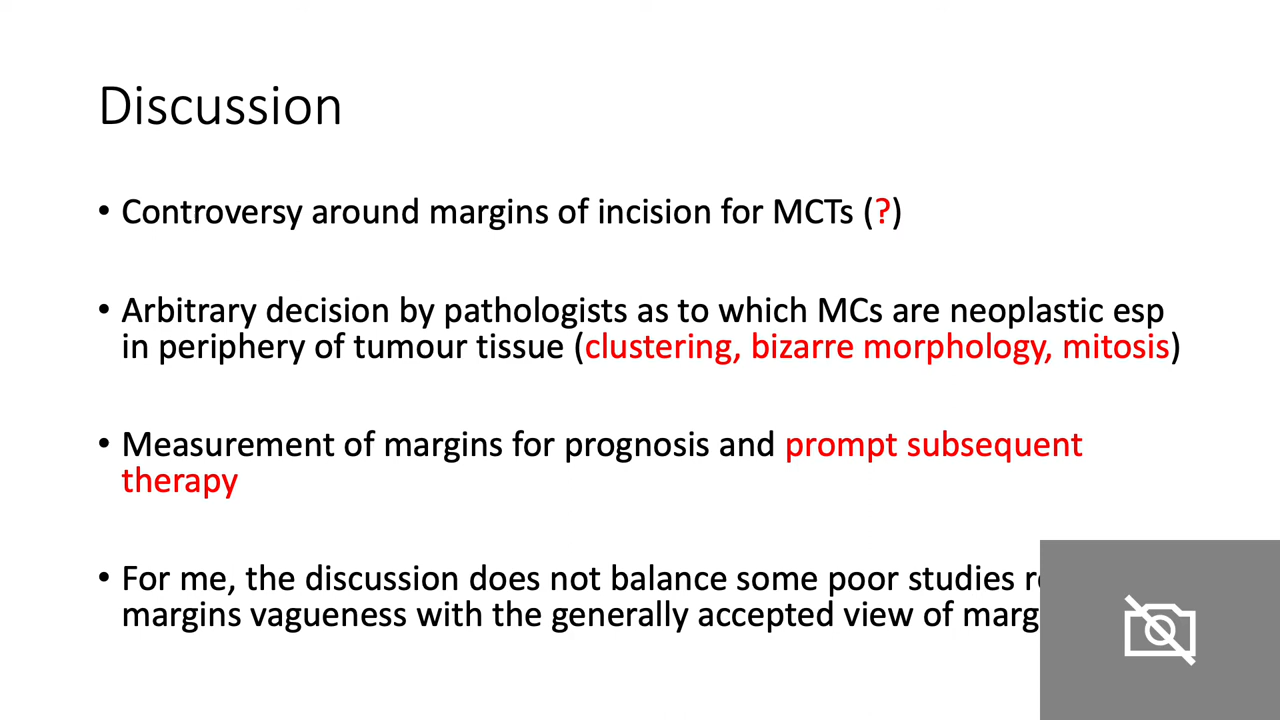 Discussion
• Controversy around margins of incision for MCTs (?)
• Arbitrary decision by pathologists as to which MCs are neoplastic esp
in periphery of tumour tissue (clustering, bizarre morphology, mitosis)
• Measurement of margins for prognosis and prompt subsequent
therapy
• For me, the discussion does not balance some poor studies
margins vagueness with the generally accepted view of